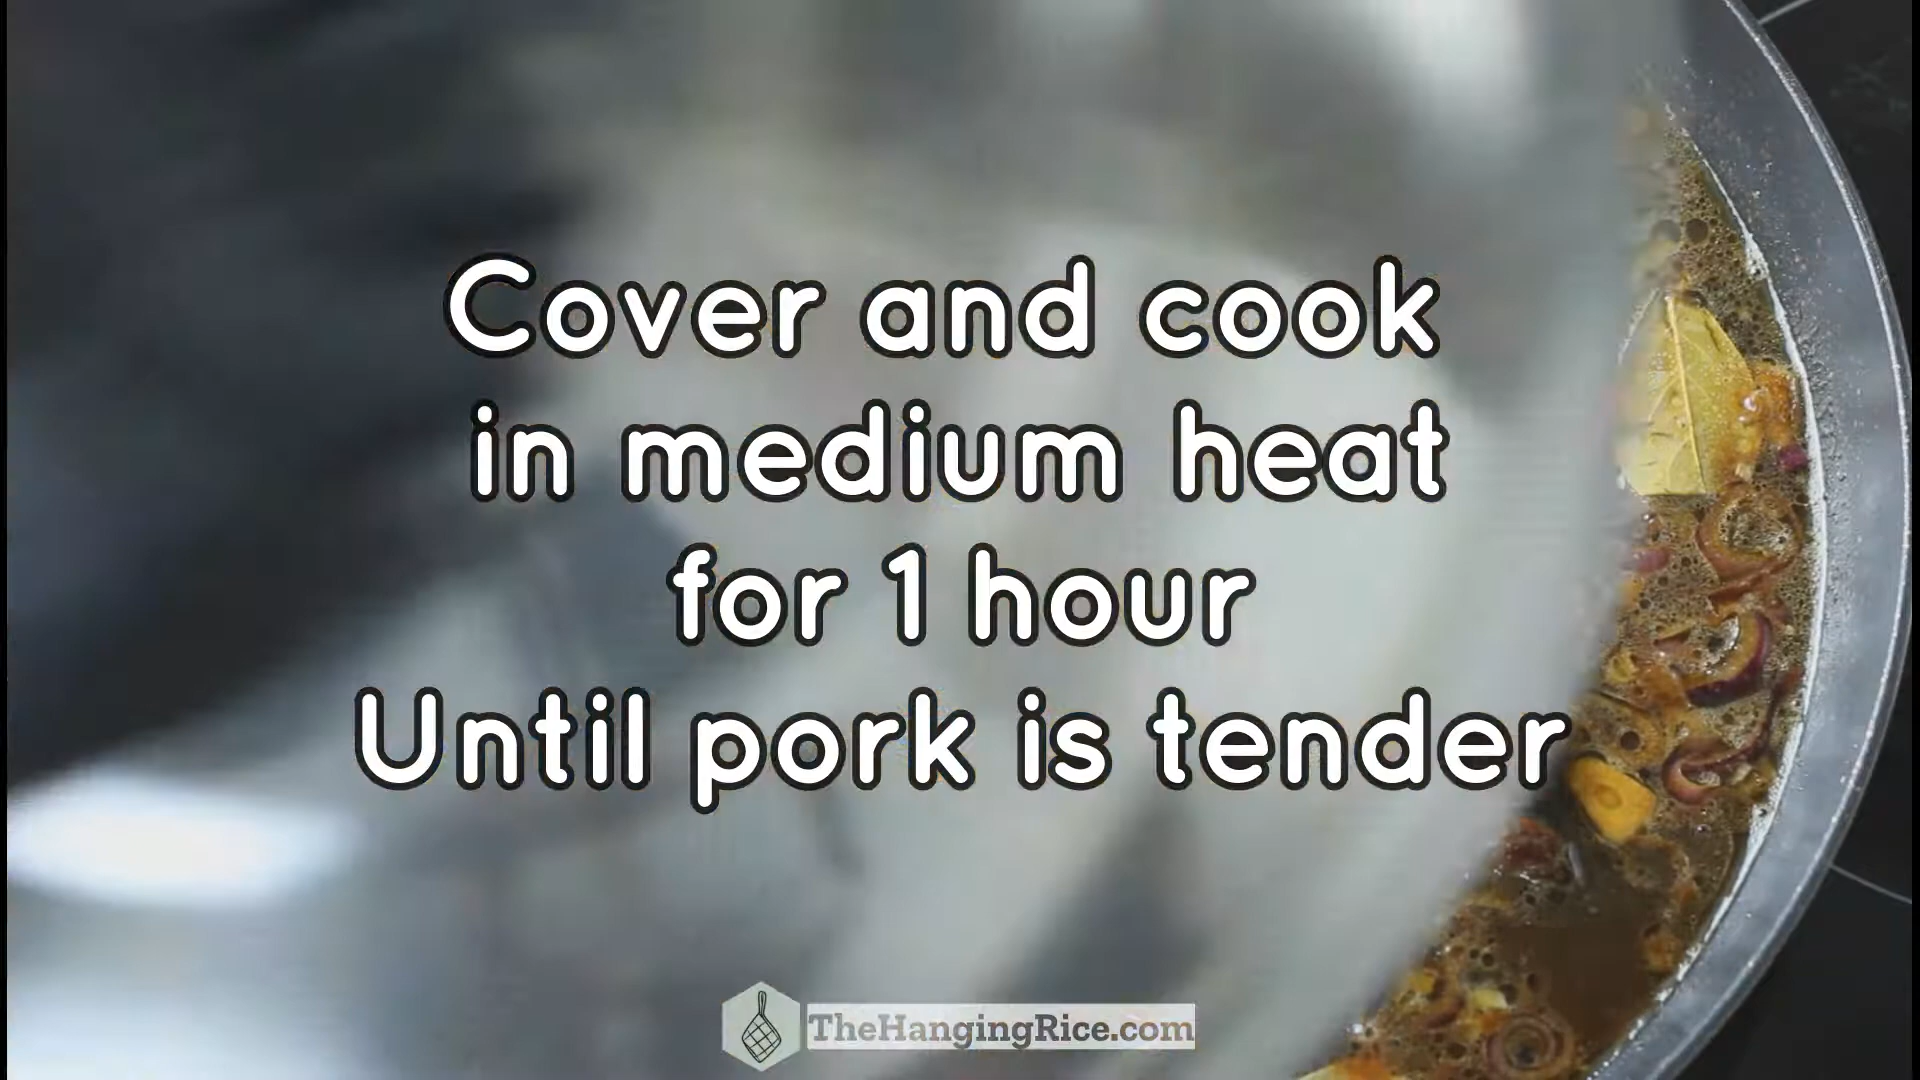 Cover and cook
in medium heat
for 1 hour
Until pork is tender
TheHangingRice.com